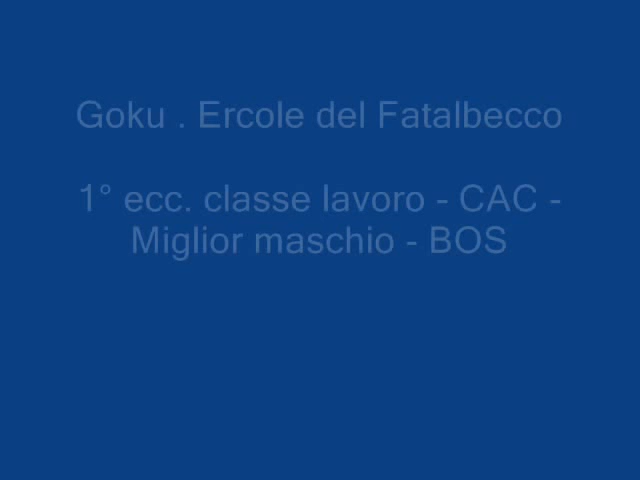 Goku . Ercole del Fatalbecco
1° ecc. classe lavoro - CAC -
Miglior maschio - BOS